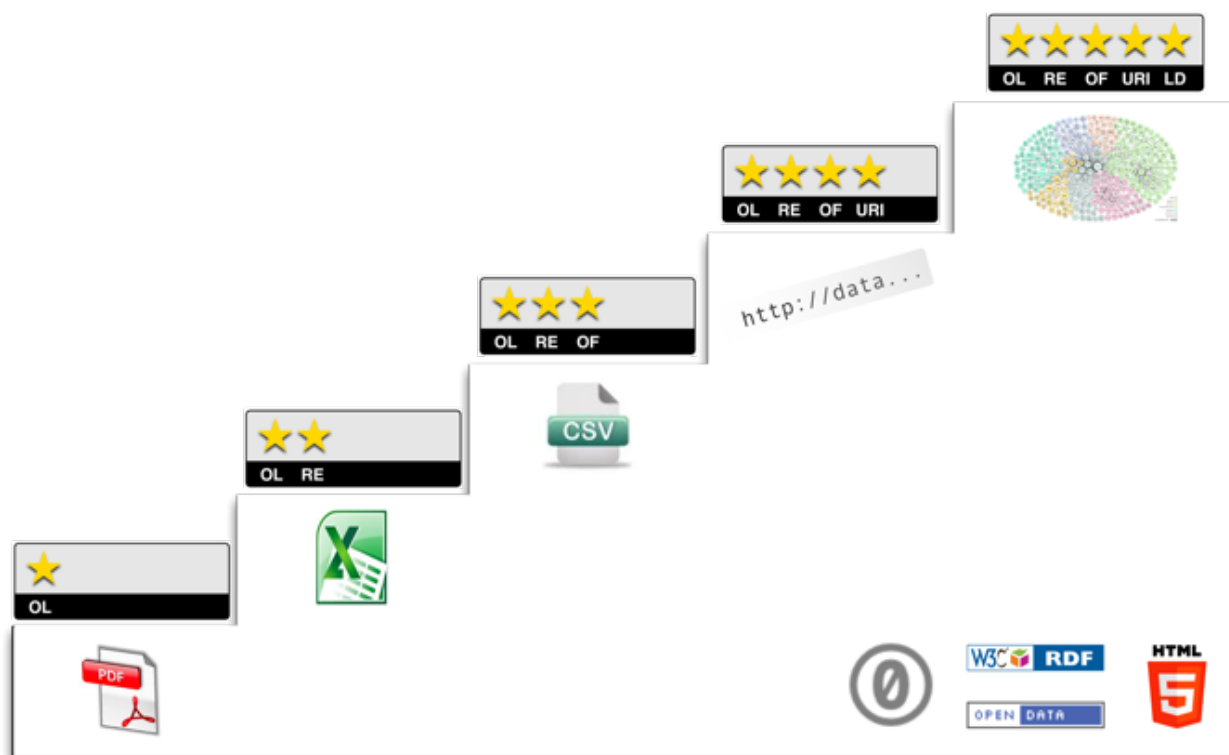 OL RE OF URI LD
OL RE OF URI
http://data...
OL RE OF
CSV
OL RE
X
OL
PDF
0
W3C RDF
OPEN DATA
HTML
5